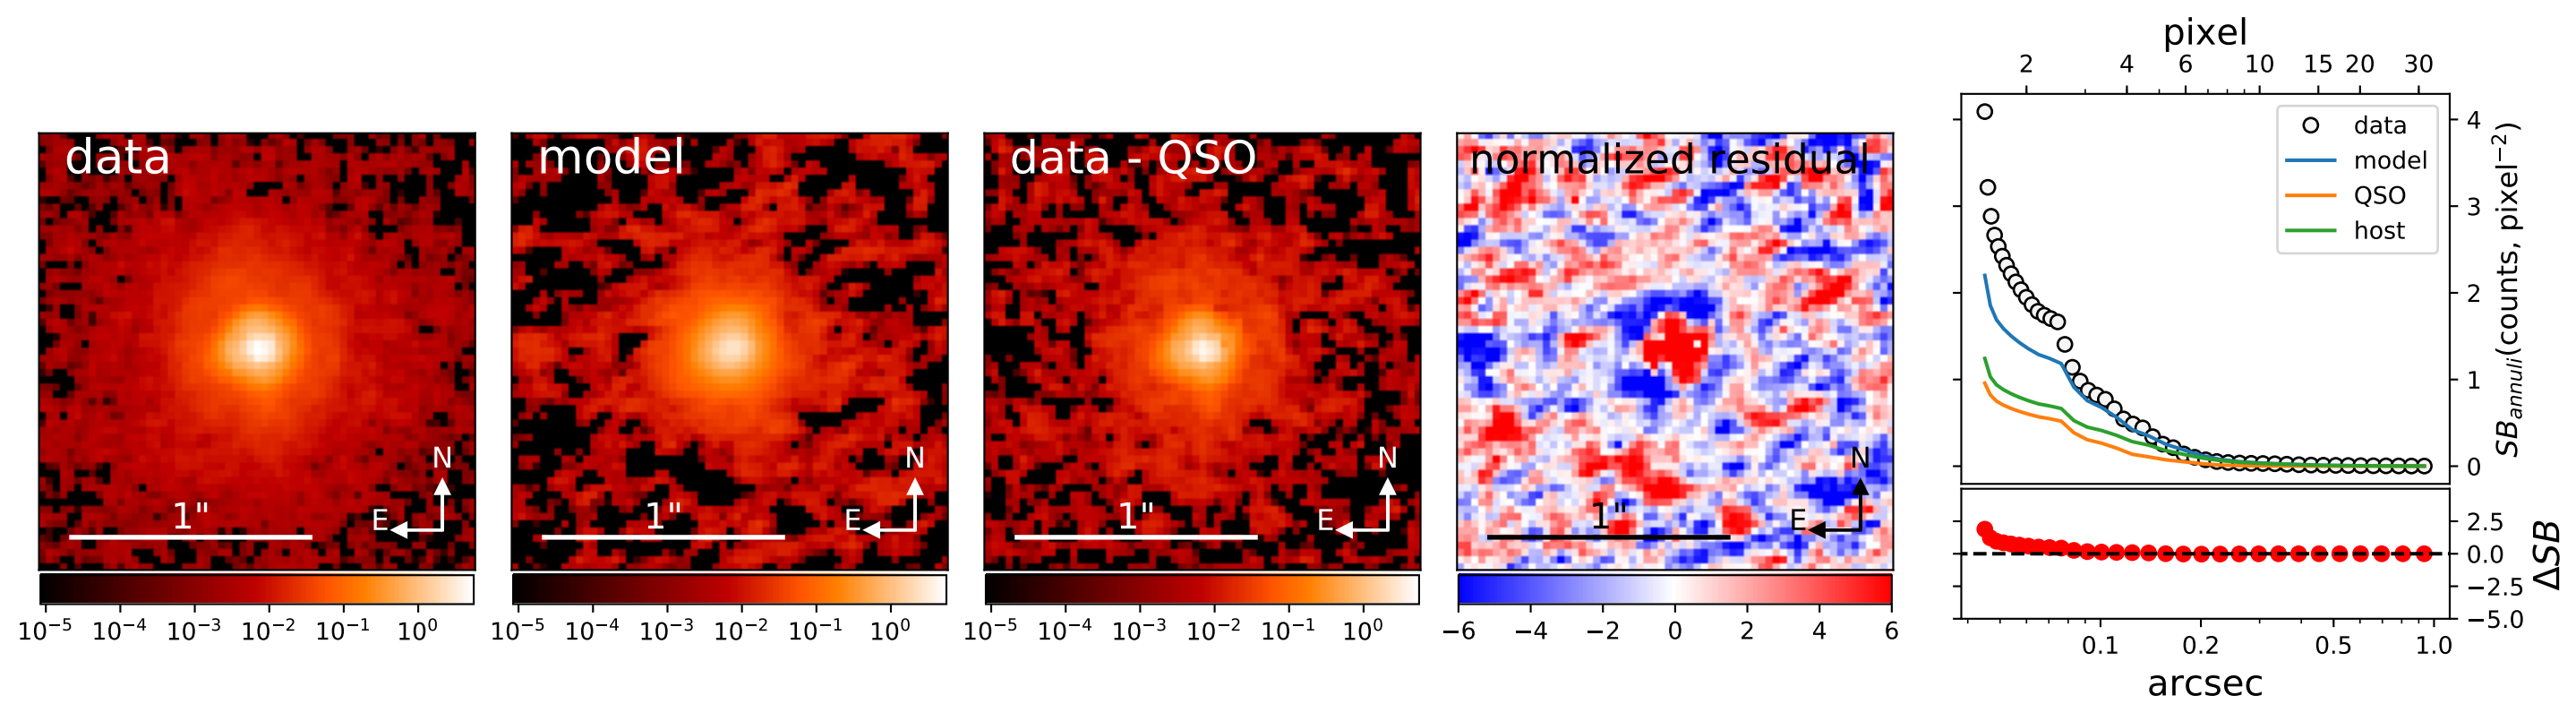 data
N
E
1"
10⁻⁵ 10⁻⁴ 10⁻³ 10⁻² 10⁻¹ 10⁰
model
N
E
1"
10⁻⁵ 10⁻⁴ 10⁻³ 10⁻² 10⁻¹ 10⁰
data - QSO
N
E
1"
10⁻⁵ 10⁻⁴ 10⁻³ 10⁻² 10⁻¹ 10⁰
normalized residual
N
E
1"
−6 −4 −2 0 2 4 6
pixel
2 4 6 10 15 20 30
data
model
QSO
host
4
3
2
1
0
SB_annuli(counts, pixel⁻²)
2.5
0.0
−2.5
−5.0
ΔSB
0.1 0.2 0.5 1.0
arcsec